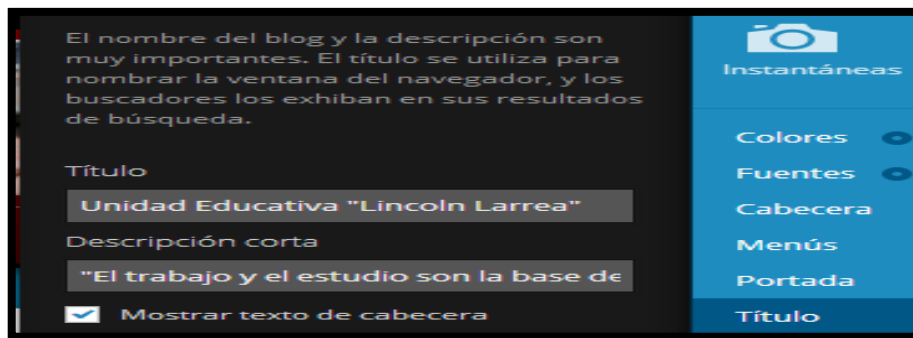 El nombre del blog y la descripción son
muy importantes. El título se utiliza para
nombrar la ventana del navegador, y los
buscadores los exhiban en sus resultados
de búsqueda.
Título
Unidad Educativa "Lincoln Larrea"
Descripción corta
"El trabajo y el estudio son la base de
Mostrar texto de cabecera
Instantáneas
Colores
Fuentes
Cabecera
Menús
Portada
Título